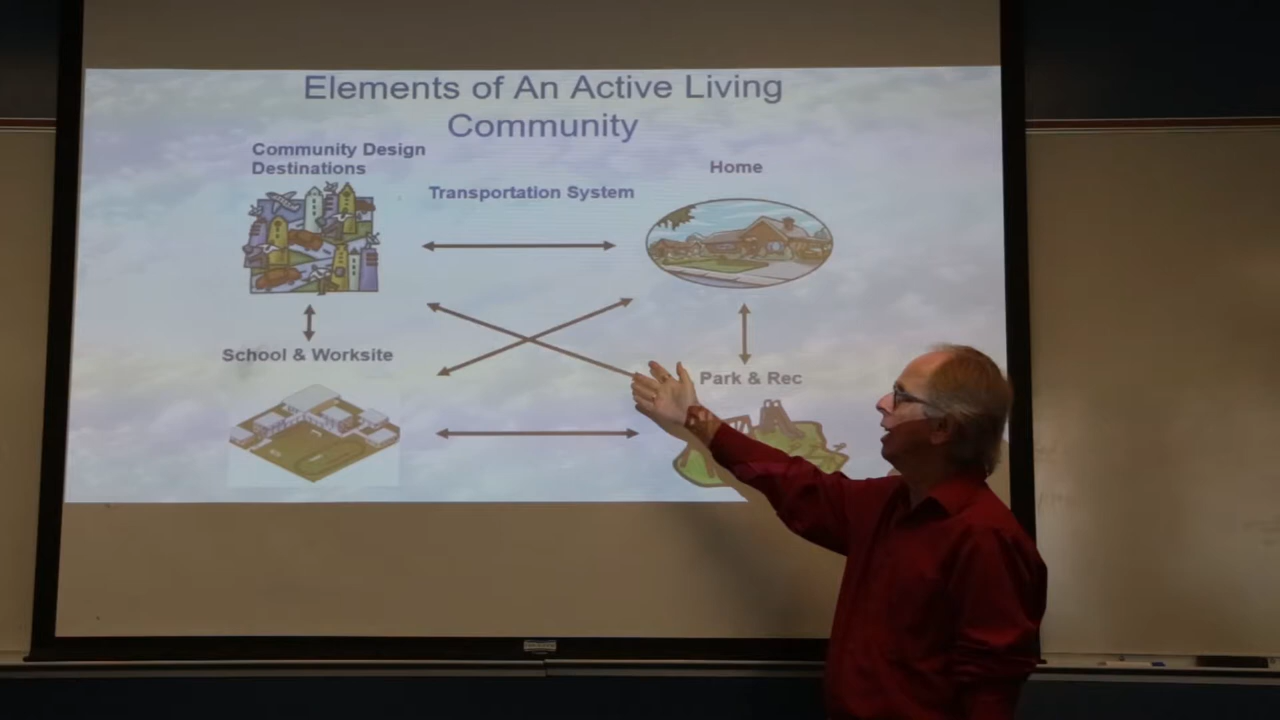 Elements of An Active Living
Community
Community Design
Destinations
Transportation System
Home
School & Worksite
Park & Rec